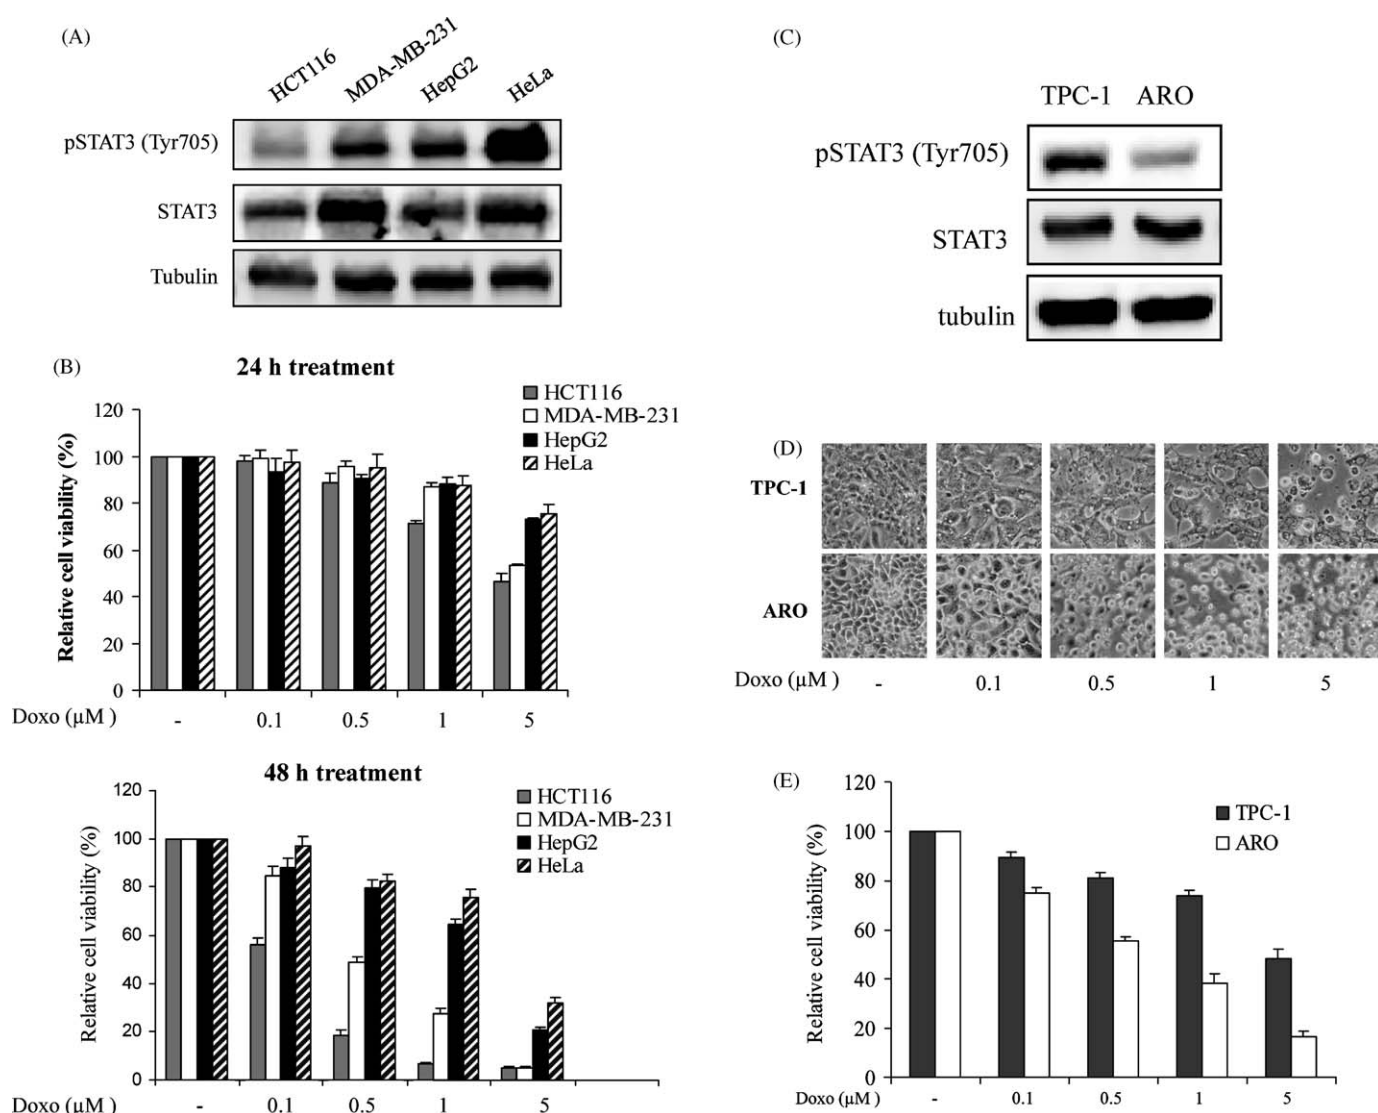 (A)
HCT116
MDA-MB-231
HepG2
HeLa
pSTAT3 (Tyr705)
STAT3
Tubulin
(B)
24 h treatment
HCT116
MDA-MB-231
HepG2
HeLa
Relative cell viability (%)
120
100
80
60
40
20
0
Doxo (µM )
- 0.1 0.5 1 5
48 h treatment
HCT116
MDA-MB-231
HepG2
HeLa
Relative cell viability (%)
120
100
80
60
40
20
0
Doxo (µM )
- 0.1 0.5 1 5
(C)
TPC-1 ARO
pSTAT3 (Tyr705)
STAT3
tubulin
(D)
TPC-1
ARO
Doxo (µM )
- 0.1 0.5 1 5
(E)
TPC-1
ARO
Relative cell viability (%)
120
100
80
60
40
20
0
Doxo (µM )
- 0.1 0.5 1 5